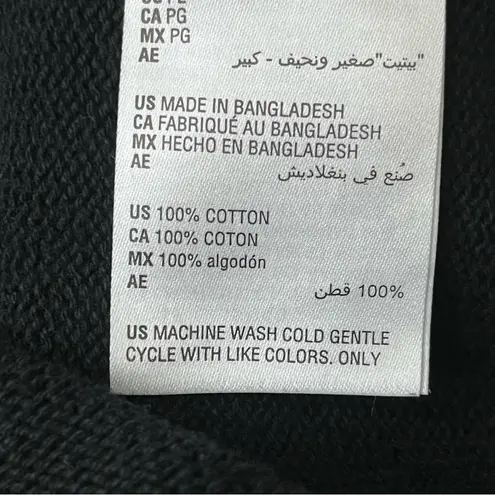 CA PG
MX PG
AE "بيتيت"صغير ونحيف - كبير
US MADE IN BANGLADESH
CA FABRIQUÉ AU BANGLADESH
MX HECHO EN BANGLADESH
AE
صُنع في بنغلاديش
US 100% COTTON
CA 100% COTON
MX 100% algodón
AE
100% قطن
US MACHINE WASH COLD GENTLE
CYCLE WITH LIKE COLORS. ONLY